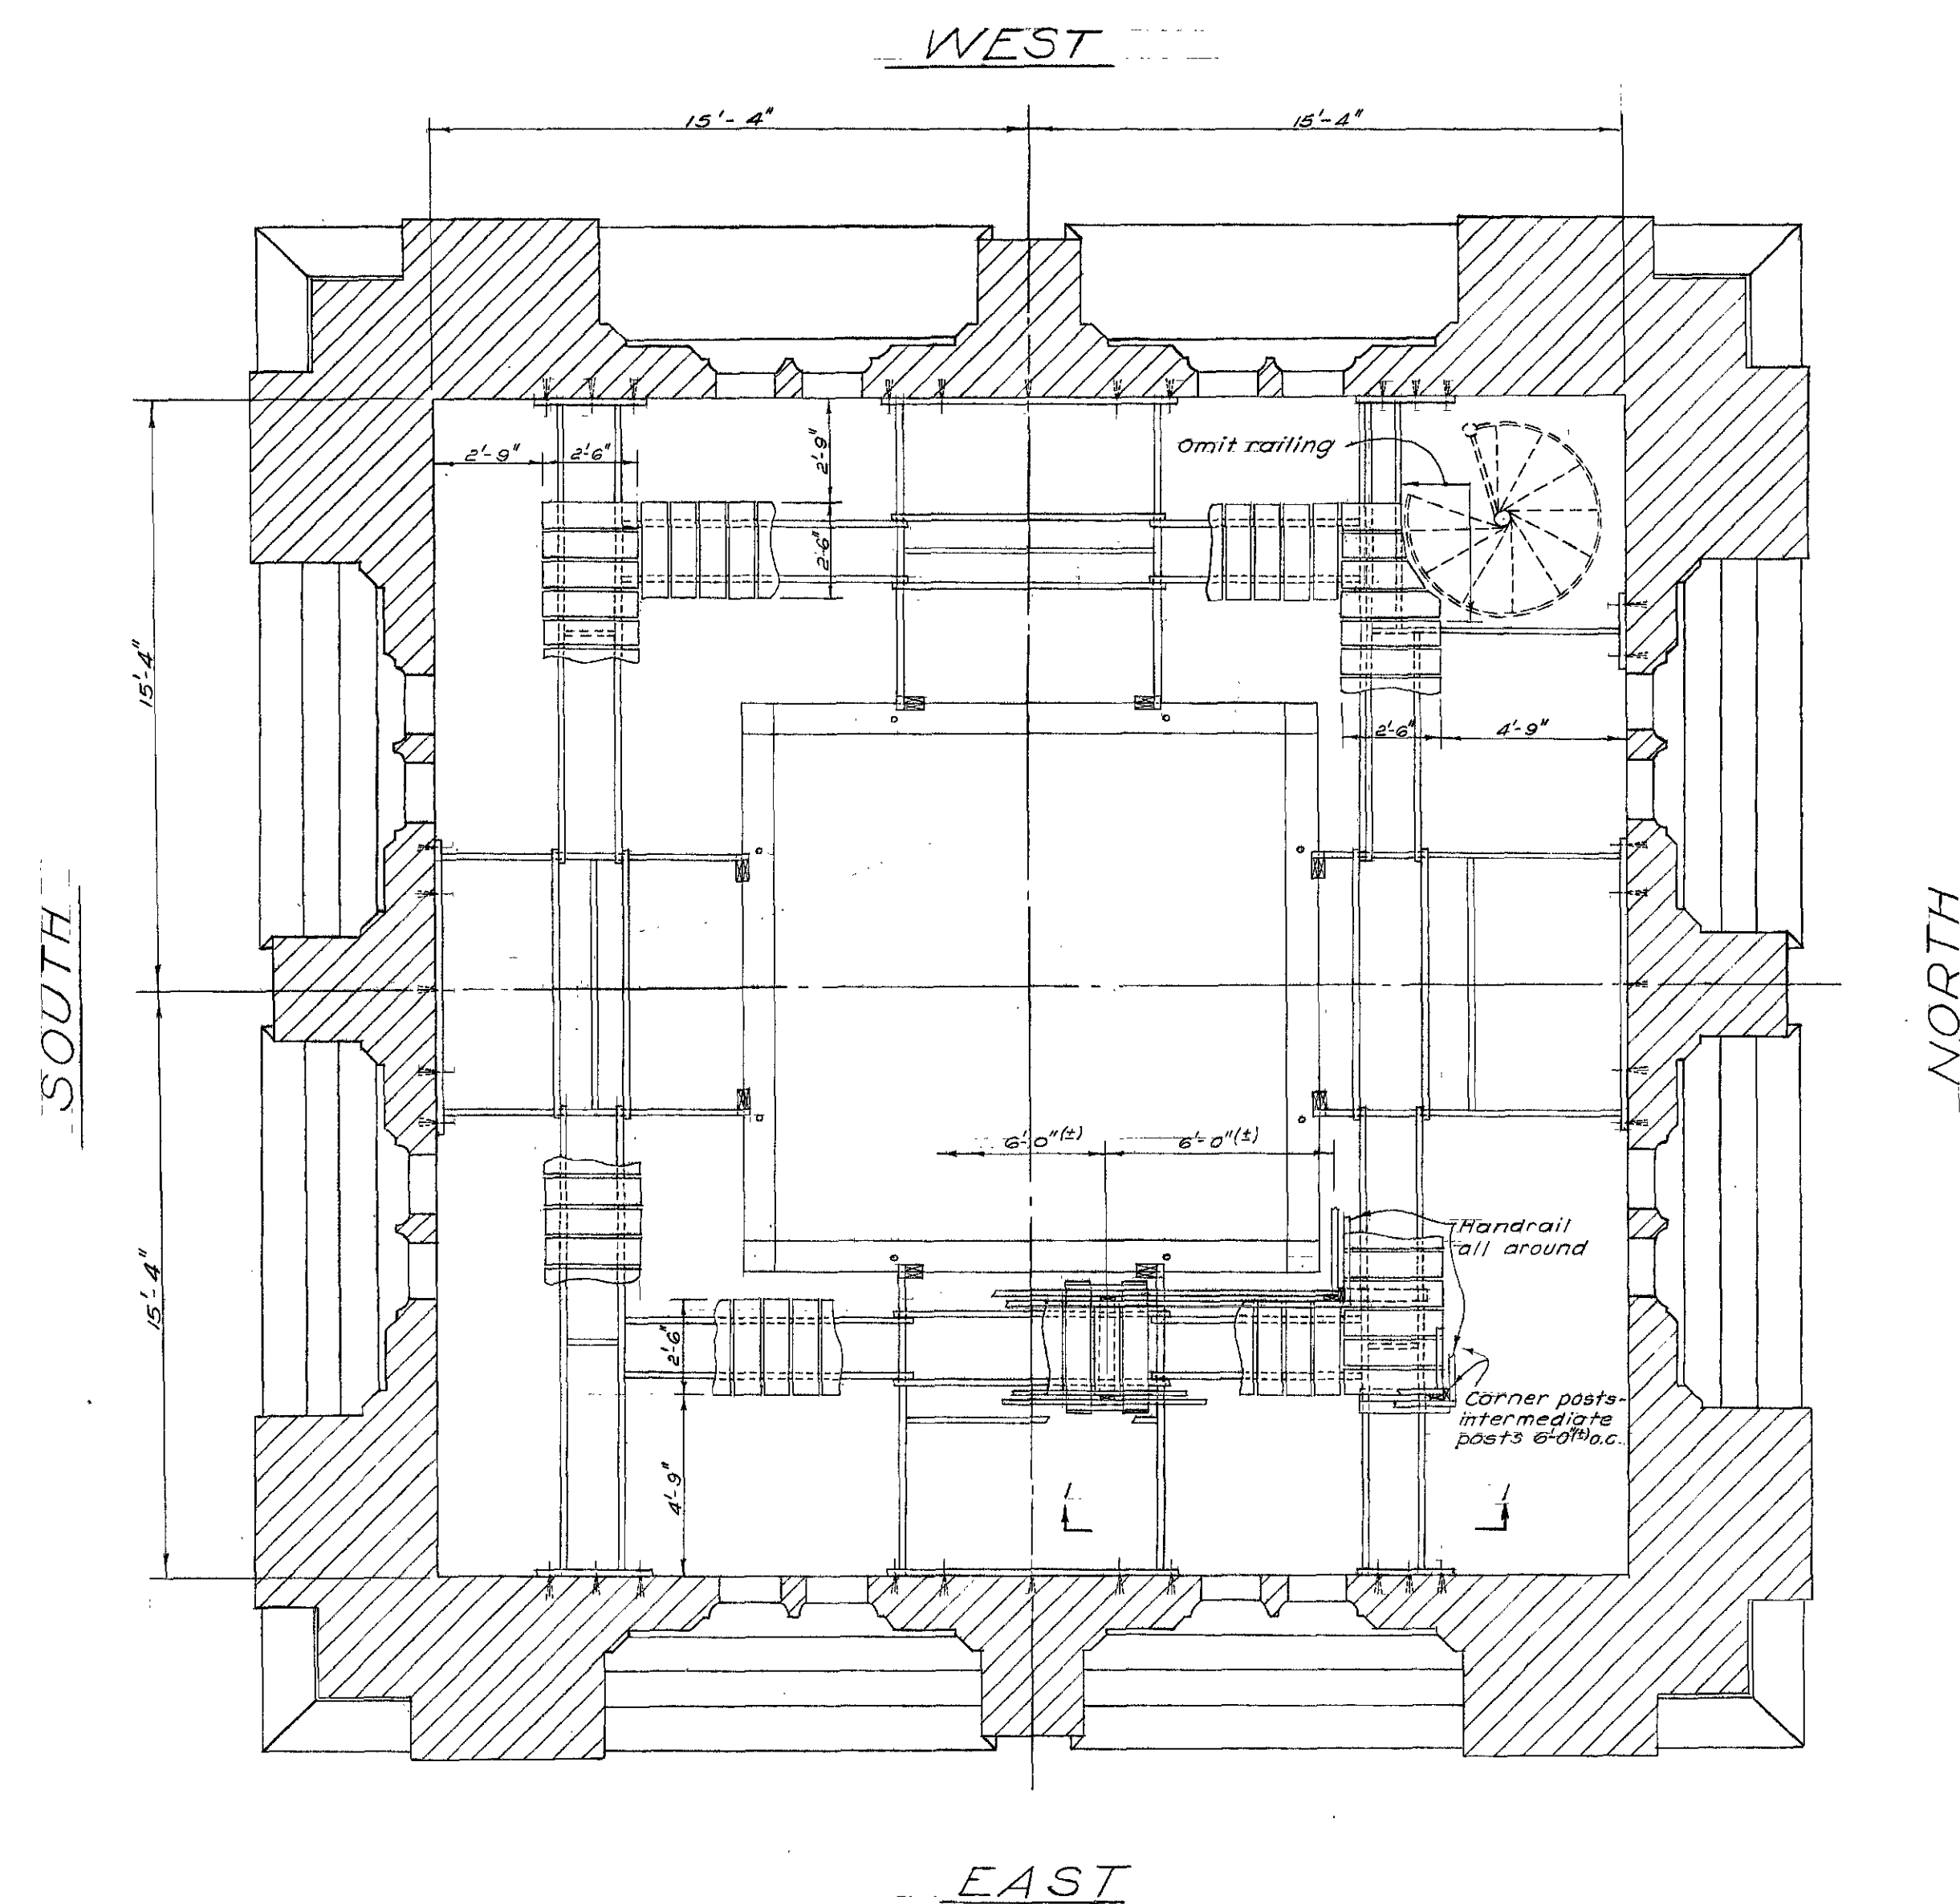 WEST
15'-4"
15'-4"
Omit railing
2'-9"
2'-6"
2'-9"
2'-6"
15'-4"
2'-6"
4'-9"
SOUTH
NORTH
6'-0"(±)
6'-0"(±)
Handrail
all around
15'-4"
2'-6"
Corner posts-
intermediate
posts 6'-0"(±) o.c.
4'-9"
1
1
EAST